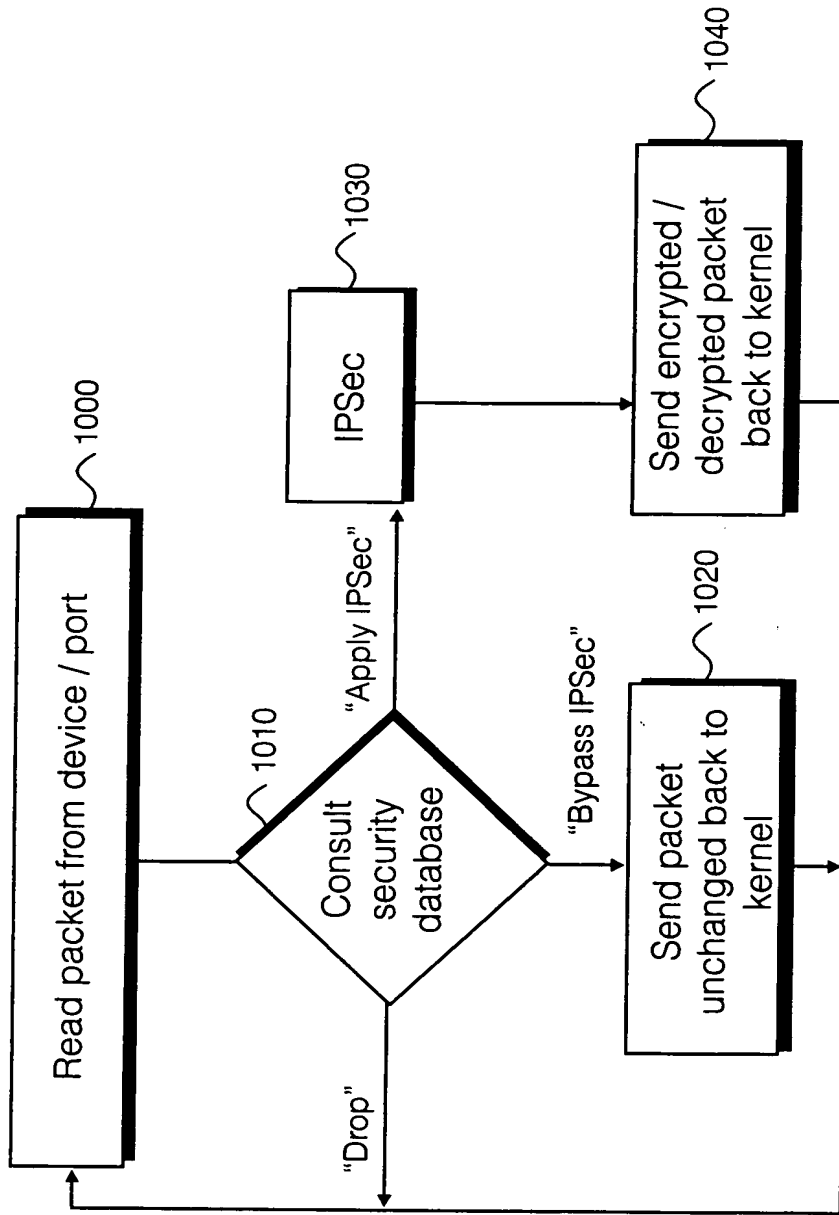 Read packet from device / port
1000
Consult
security
database
1010
“Drop”
“Apply IPSec”
IPSec
1030
“Bypass IPSec”
Send packet
unchanged back to
kernel
1020
Send encrypted /
decrypted packet
back to kernel
1040